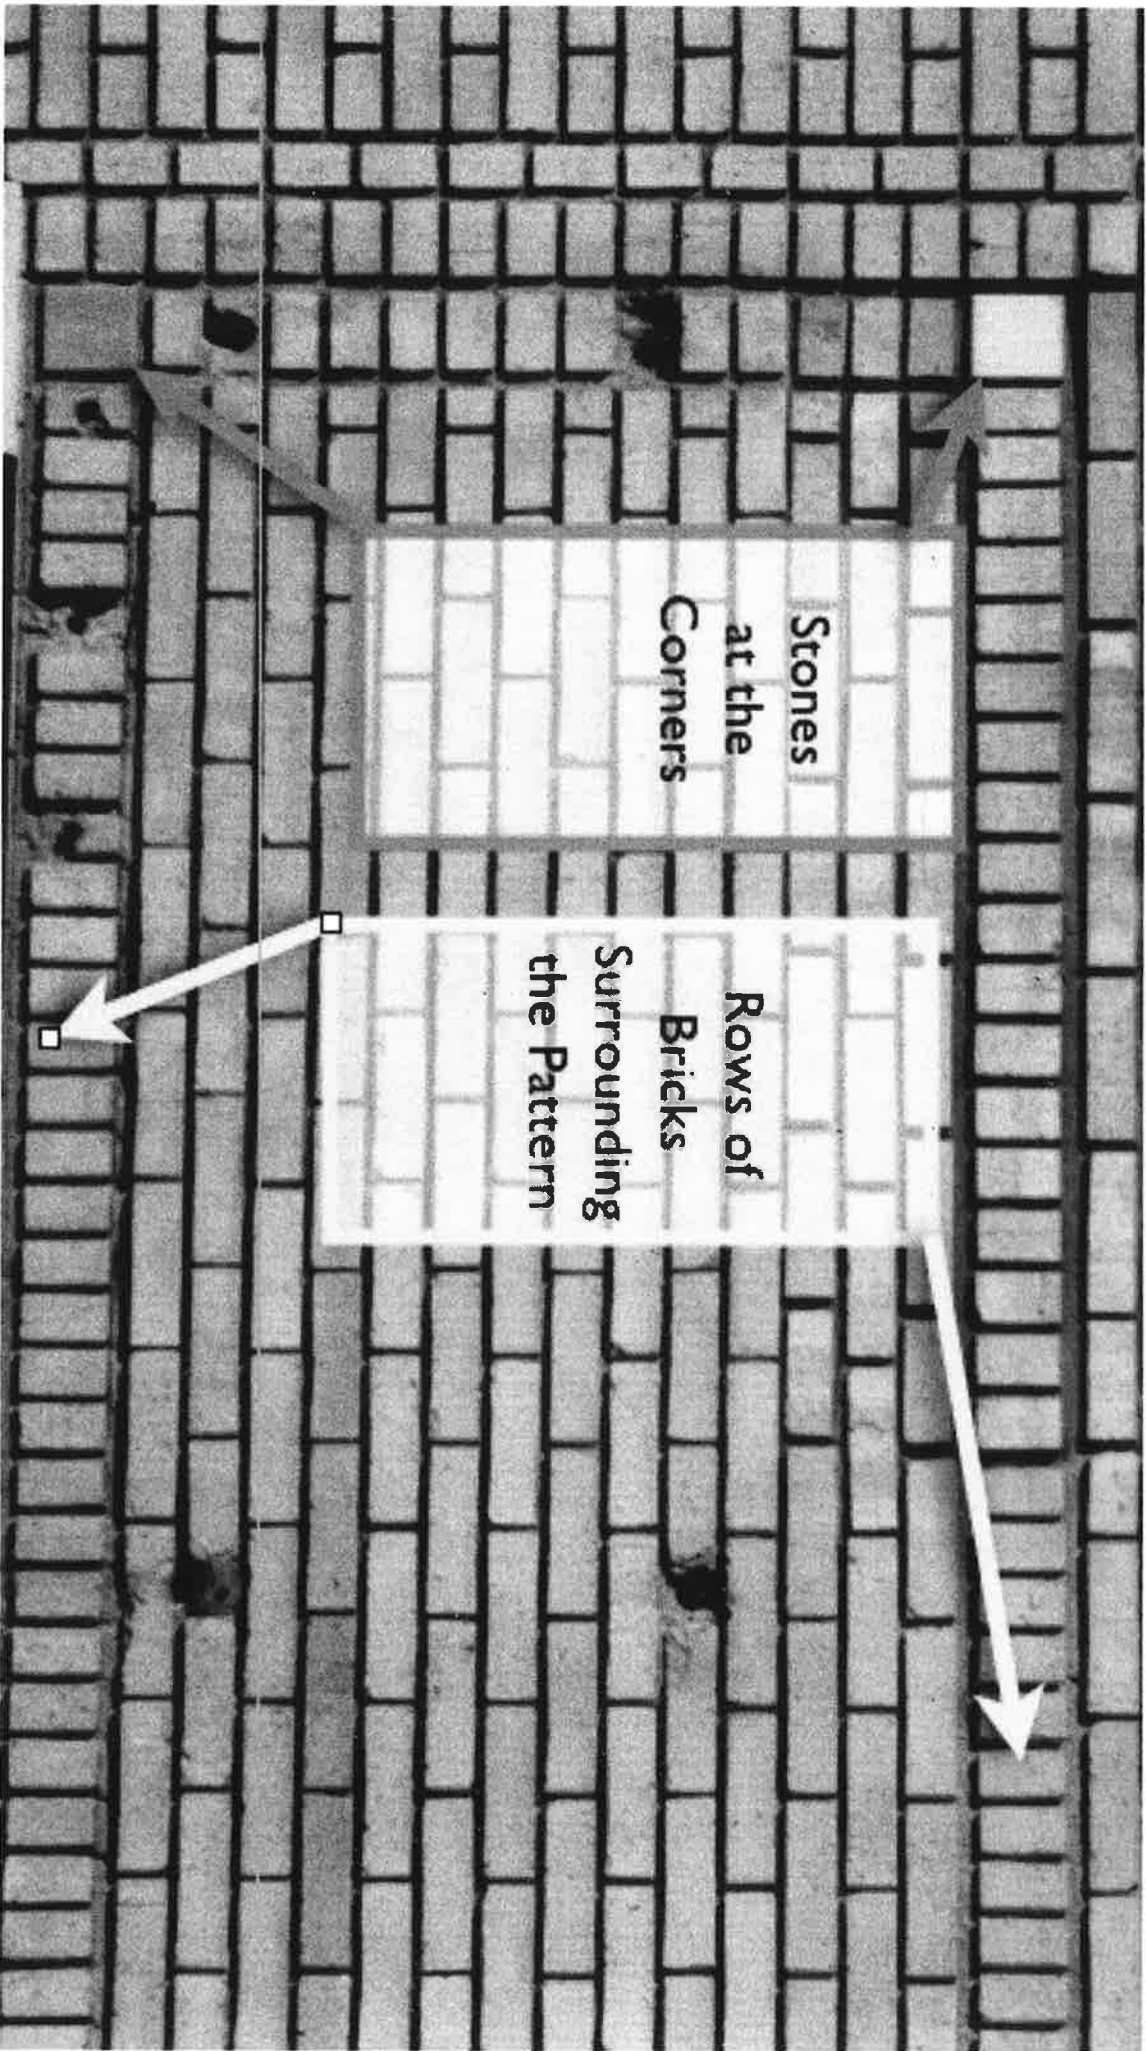 Stones
at the
Corners
Rows of
Bricks
Surrounding
the Pattern